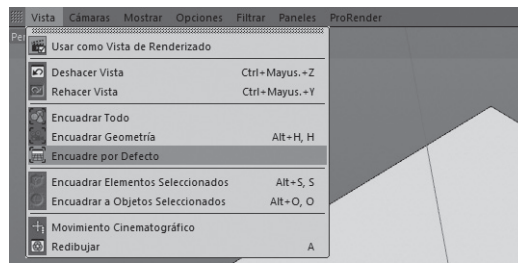 Vista Cámaras Mostrar Opciones Filtrar Paneles ProRender
Per
Usar como Vista de Renderizado
Deshacer Vista Ctrl+Mayus.+Z
Rehacer Vista Ctrl+Mayus.+Y
Encuadrar Todo
Encuadrar Geometría Alt+H, H
Encuadre por Defecto
Encuadrar Elementos Seleccionados Alt+S, S
Encuadrar a Objetos Seleccionados Alt+O, O
Movimiento Cinematográfico
Redibujar A